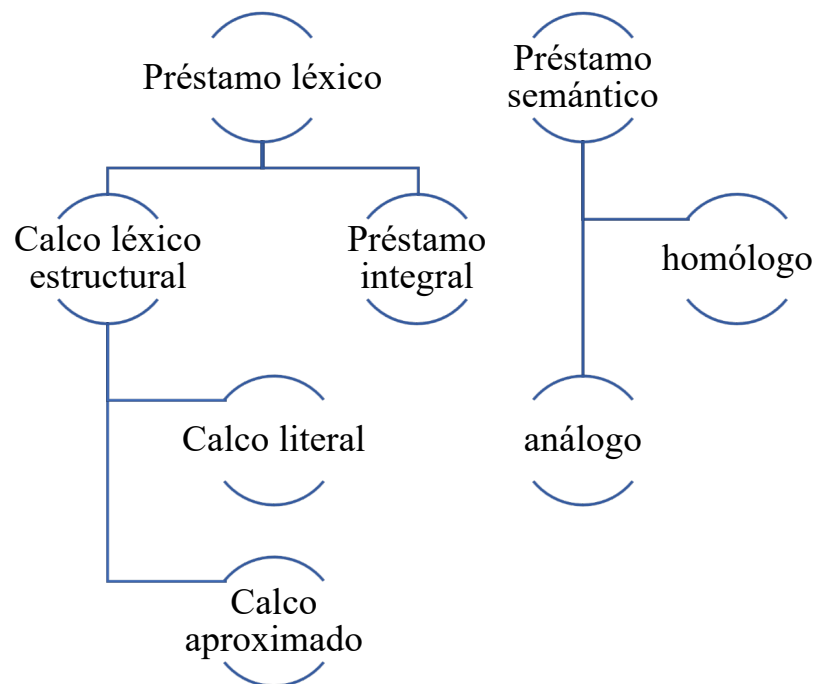 Préstamo léxico
Préstamo
semántico
Calco léxico
estructural
Préstamo
integral
homólogo
Calco literal
análogo
Calco
aproximado